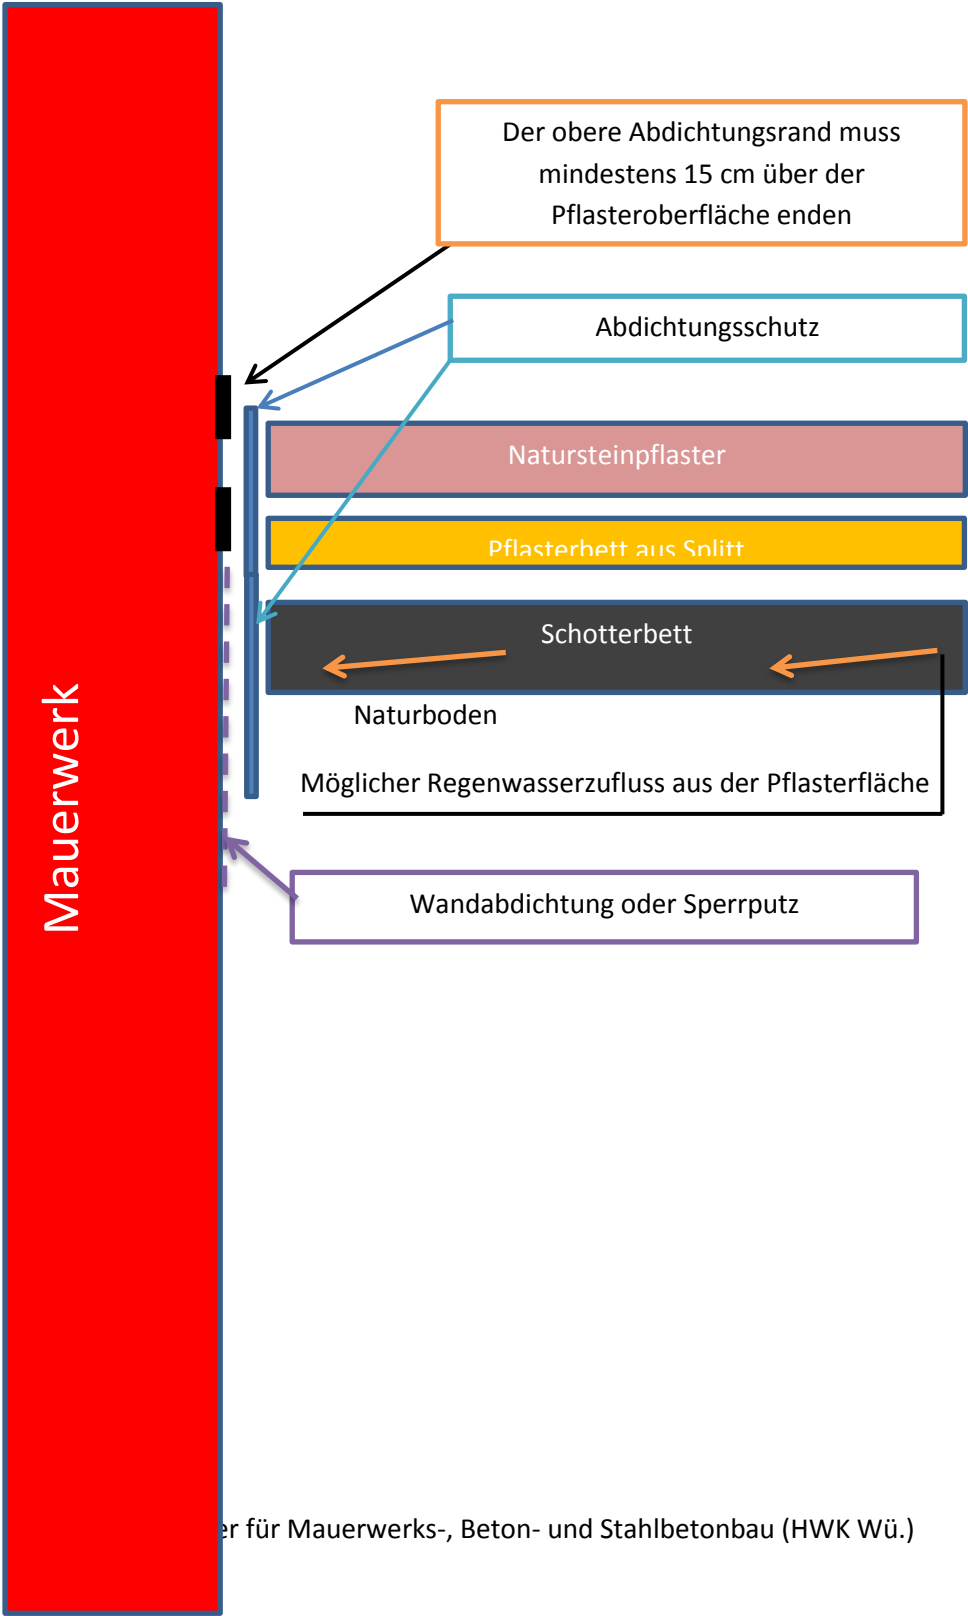 Der obere Abdichtungsrand muss
mindestens 15 cm über der
Pflasteroberfläche enden
Abdichtungsschutz
Natursteinpflaster
Pflasterbett aus Splitt
Schotterbett
Naturboden
Möglicher Regenwasserzufluss aus der Pflasterfläche
Mauerwerk
Wandabdichtung oder Sperrputz
er für Mauerwerks-, Beton- und Stahlbetonbau (HWK Wü.)